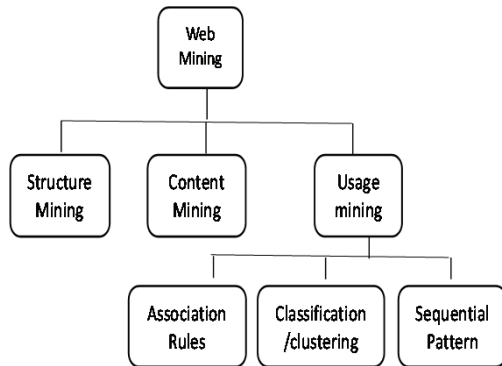 Web
Mining
Structure
Mining
Content
Mining
Usage
mining
Association
Rules
Classification
/clustering
Sequential
Pattern